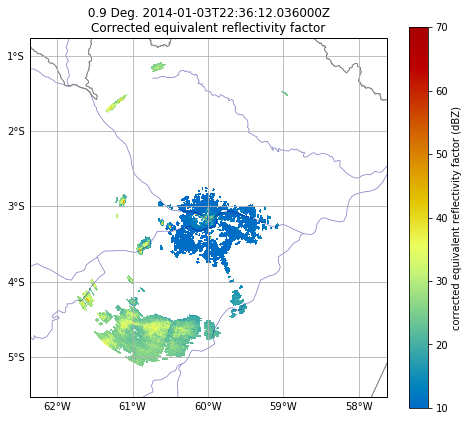 0.9 Deg. 2014-01-03T22:36:12.036000Z
Corrected equivalent reflectivity factor
1°S
2°S
3°S
4°S
5°S
62°W
61°W
60°W
59°W
58°W
70
60
50
40
30
20
10
corrected equivalent reflectivity factor (dBZ)